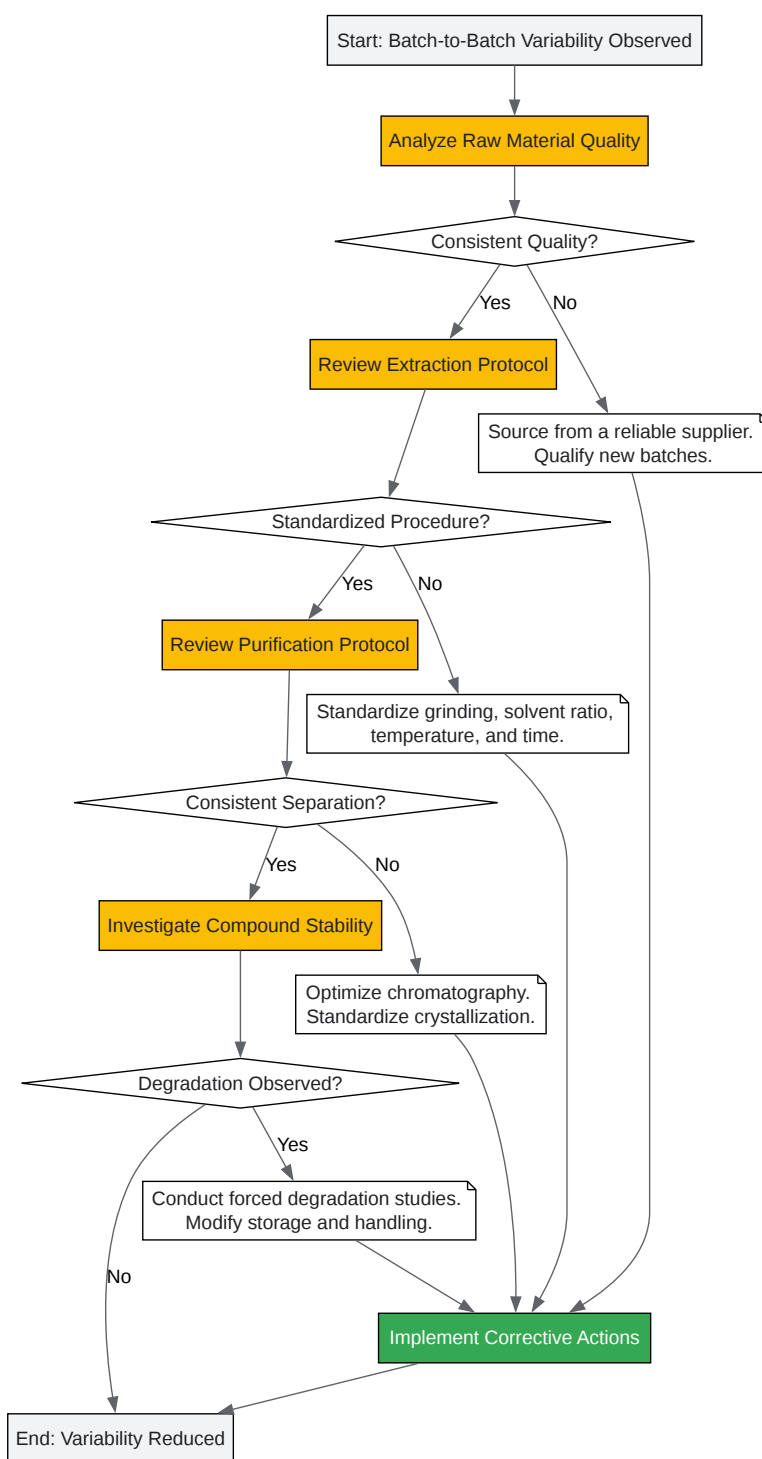 Start: Batch-to-Batch Variability Observed
Analyze Raw Material Quality
Consistent Quality?
Yes
No
Review Extraction Protocol
Source from a reliable supplier.
Qualify new batches.
Standardized Procedure?
Yes
No
Review Purification Protocol
Standardize grinding, solvent ratio,
temperature, and time.
Consistent Separation?
Yes
No
Investigate Compound Stability
Optimize chromatography.
Standardize crystallization.
Degradation Observed?
Yes
Conduct forced degradation studies.
Modify storage and handling.
No
Implement Corrective Actions
End: Variability Reduced